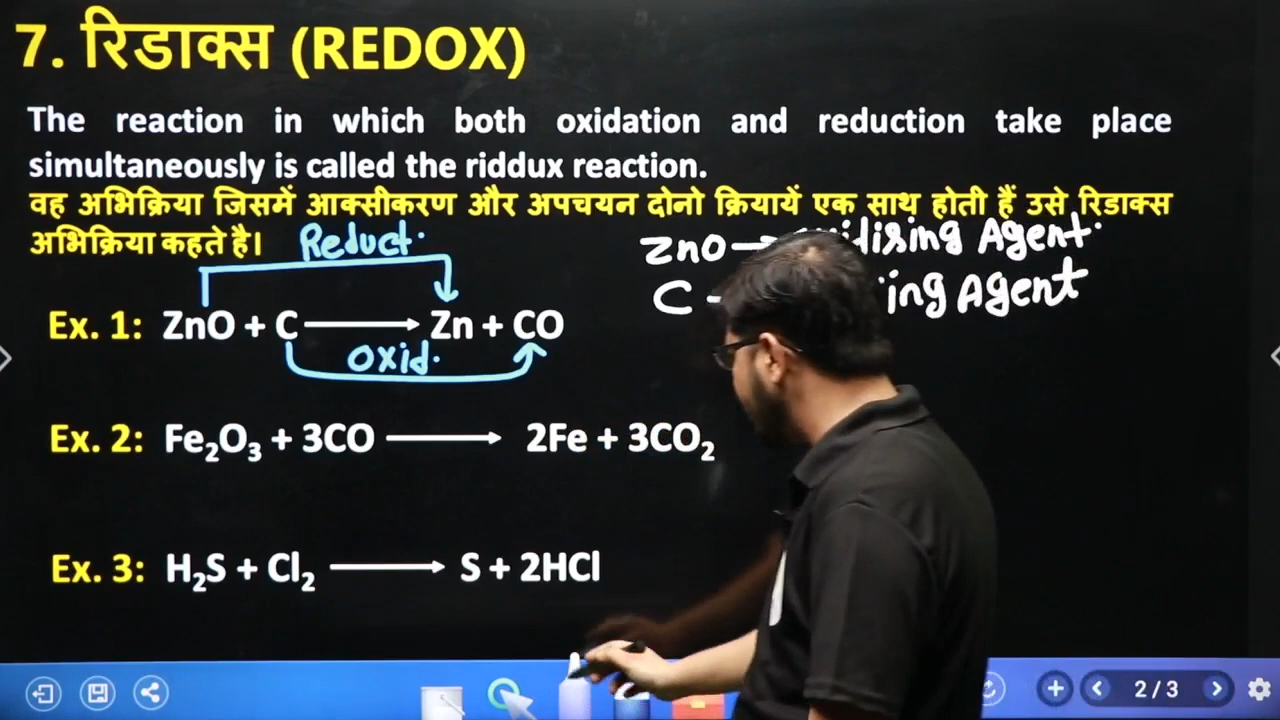 7. रिडाक्स (REDOX)
The reaction in which both oxidation and reduction take place
simultaneously is called the riddux reaction.
वह अभिक्रिया जिसमें आक्सीकरण और अपचयन दोनो क्रियायें एक साथ होती हैं उसे रिडाक्स
अभिक्रिया कहते है।
Reduct.
ZnO → Agent.
C - Agent
Ex. 1: ZnO + C ⟶ Zn + CO
Oxid.
Ex. 2: Fe₂O₃ + 3CO ⟶ 2Fe + 3CO₂
Ex. 3: H₂S + Cl₂ ⟶ S + 2HCl
2 / 3